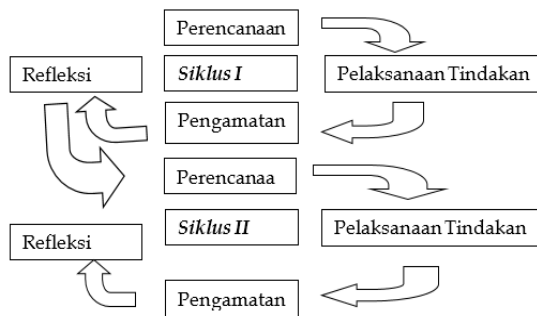 Perencanaan
Refleksi
Siklus I
Pelaksanaan Tindakan
Pengamatan
Perencanaa
Siklus II
Pelaksanaan Tindakan
Refleksi
Pengamatan